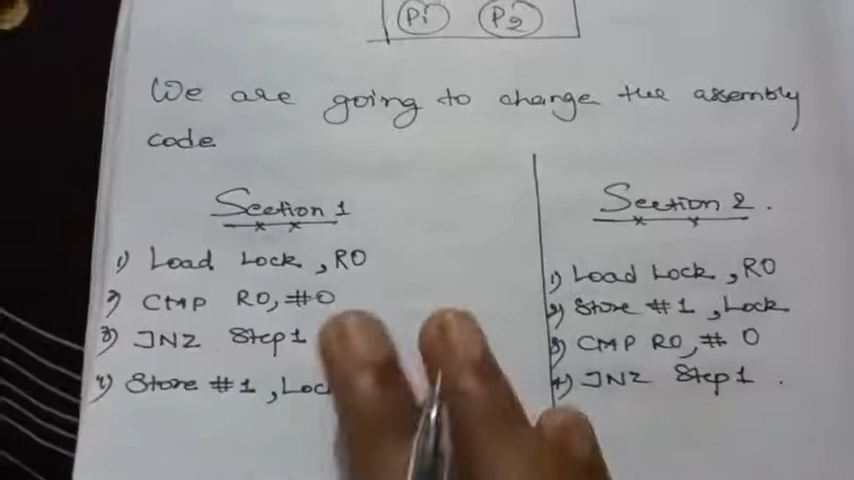 Pi P2
We are going to change the assembly
code.
Section 1
1) Load Lock, R0
2) CMP R0, #0
3) JNZ Step1
4) Store #1, Loc
Section 2.
1) Load Lock, R0
2) Store #1, Lock
3) CMP R0, # 0
4) JNZ Step1.